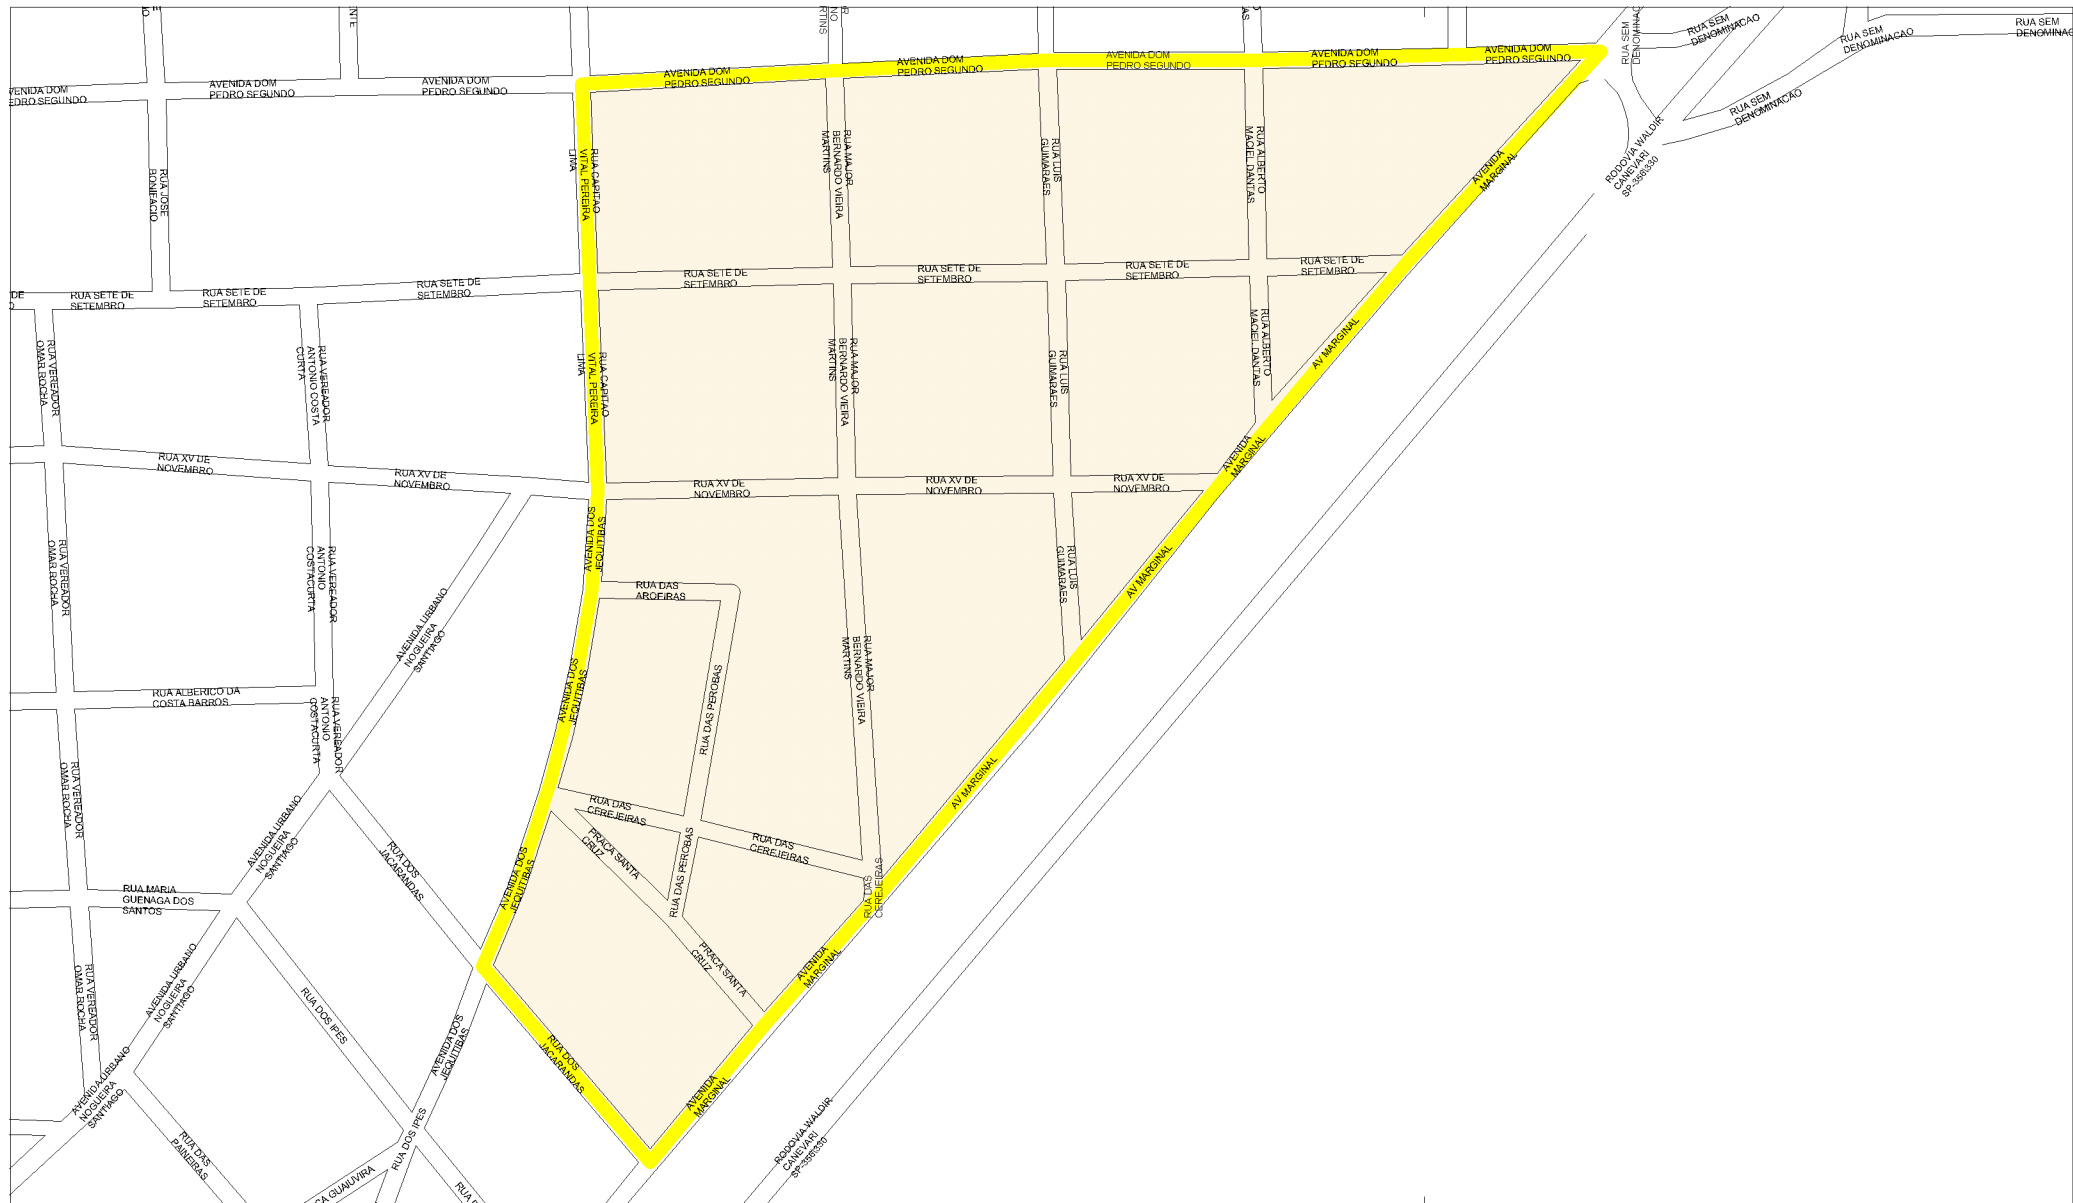 RUA SEM
DENOMINACAO
RUA SEM
DENOMINACAO
RUA SEM
AVENIDA DOM
PEDRO SEGUNDO
AVENIDA DOM
PEDRO SEGUNDO
AVENIDA DOM
PEDRO SEGUNDO
AVENIDA DOM
PEDRO SEGUNDO
AVENIDA DOM
PEDRO SEGUNDO
AVENIDA DOM
PEDRO SEGUNDO
AVENIDA DOM
PEDRO SEGUNDO
RUA SEM
DENOMINACAO
RUA JOSE
BONIFACIO
RUA CAPITAO
VITAL PEREIRA
LIMA
RUA MAJOR
BERNARDO VIEIRA
MARTINS
RUA LUIS
GUIMARAES
RUA ALBERTO
MACIEL DANTAS
AVENIDA
MARGINAL
RODOVIA WALDIR
CANEVARI
SP-356\330
RUA SETE DE
SETEMBRO
RUA SETE DE
SETEMBRO
RUA SETE DE
SETEMBRO
RUA SETE DE
SETEMBRO
RUA SETE DE
SETEMBRO
RUA SETE DE
SETEMBRO
RUA SETE DE
SETEMBRO
RUA VEREADOR
OMAR ROCHA
RUA VEREADOR
ANTONIO COSTA
CURTA
RUA CAPITAO
VITAL PEREIRA
LIMA
RUA MAJOR
BERNARDO VIEIRA
MARTINS
RUA LUIS
GUIMARAES
RUA ALBERTO
MACIEL DANTAS
AV MARGINAL
AVENIDA
MARGINAL
RUA XV DE
NOVEMBRO
RUA XV DE
NOVEMBRO
RUA XV DE
NOVEMBRO
RUA XV DE
NOVEMBRO
RUA XV DE
NOVEMBRO
RUA VEREADOR
OMAR ROCHA
RUA VEREADOR
ANTONIO
COSTACURTA
AVENIDA URBANO
NOGUEIRA
SANTIAGO
AVENIDA DOS
JEQUITIBAS
RUA DAS
AROEIRAS
RUA LUIS
GUIMARAES
AV MARGINAL
RUA ALBERICO DA
COSTA BARROS
RUA VEREADOR
ANTONIO
COSTACURTA
AVENIDA DOS
JEQUITIBAS
RUA DAS PEROBAS
RUA MAJOR
BERNARDO VIEIRA
MARTINS
RUA VEREADOR
OMAR ROCHA
AVENIDA URBANO
NOGUEIRA
SANTIAGO
RUA DOS
JACARANDAS
RUA DAS
CEREJEIRAS
RUA DAS
CEREJEIRAS
AV MARGINAL
PRACA SANTA
CRUZ
RUA DAS PEROBAS
RUA DAS
CEREJEIRAS
AVENIDA DOS
JEQUITIBAS
RUA MARIA
GUENAGA DOS
SANTOS
RUA VEREADOR
OMAR ROCHA
AVENIDA URBANO
NOGUEIRA
SANTIAGO
RUA DOS IPES
PRACA SANTA
CRUZ
AVENIDA
MARGINAL
AVENIDA DOS
JEQUITIBAS
RUA DOS
JACARANDAS
AVENIDA
MARGINAL
AVENIDA URBANO
NOGUEIRA
SANTIAGO
RUA DAS
PAINEIRAS
RUA DOS IPES
CA GUAIUVIRA
RODOVIA WALDIR
CANEVARI
SP-356\330